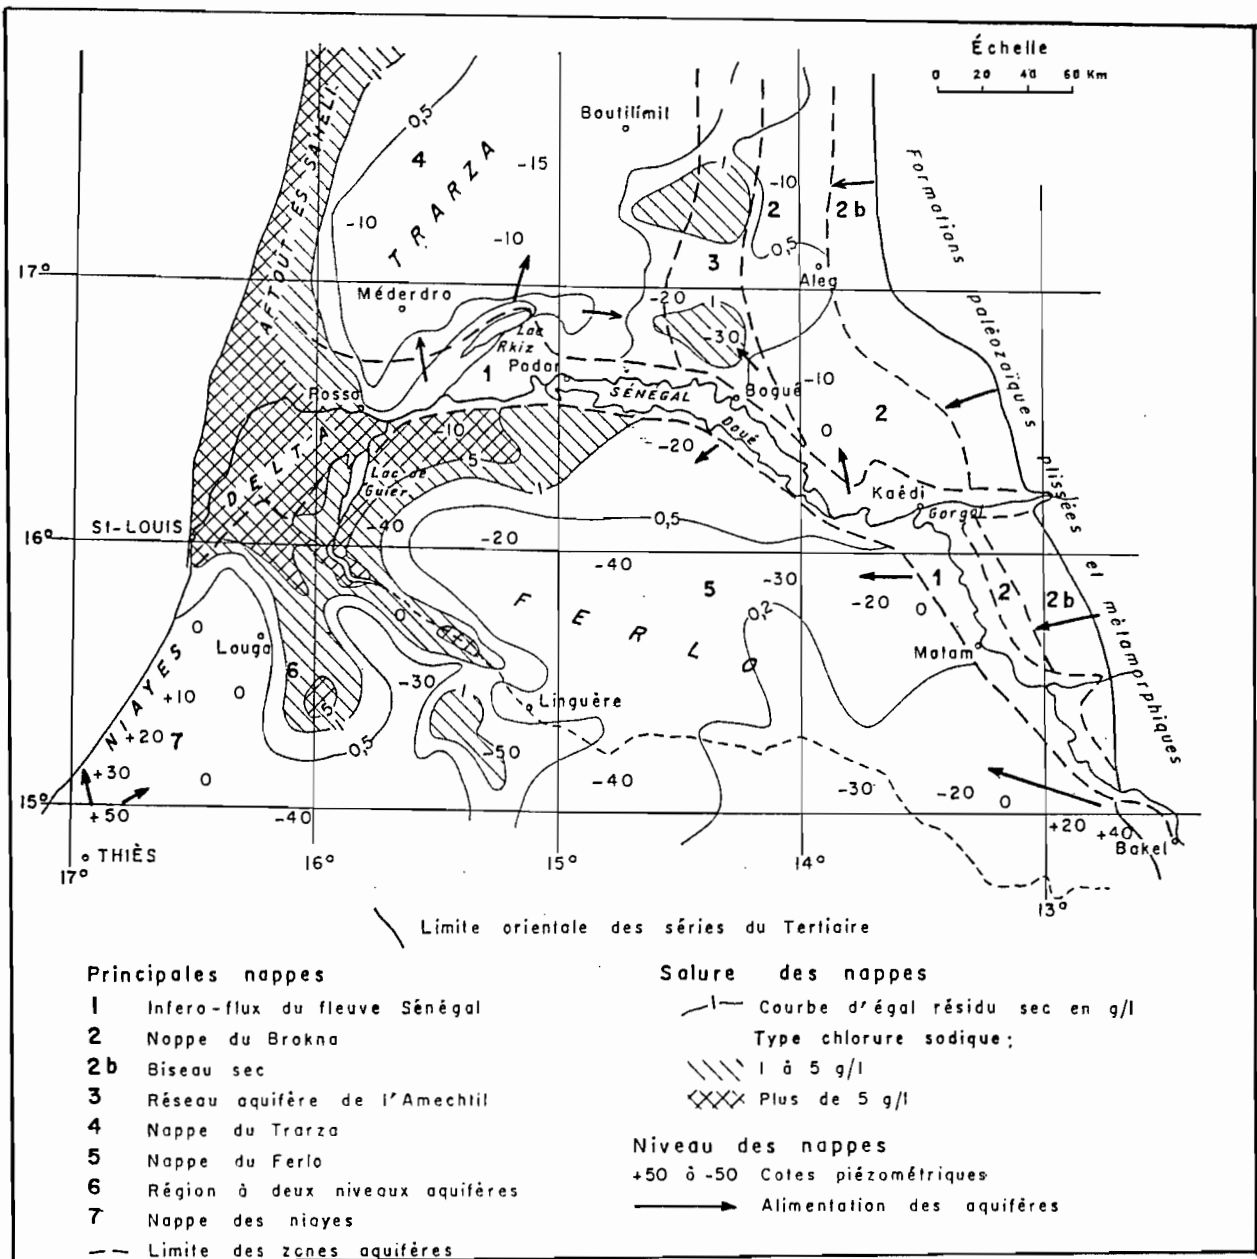 Échelle
0 20 40 60 Km
Boutilimit
0,5
4
-15
TRARZA
-10
-10
AFTOUT ES SAHELI
1
-10
2
2b
0,5
3
Formations paléozoïques plissées et métamorphiques
17°
Méderdro
Aleg
-20
1
-30
Lac Rkiz
Podor
1
Rosso
SÉNÉGAL
Bogué
-10
2
0
Doué
-10
5
-20
DELTA
Lac de Guier
1
Kaédi
Gorgol
St-LOUIS
16°
-40
-20
0,5
-40
5
-30
1
2
2b
-20
0
FERLO
0,2
0
0
Louga
Matam
6
-30
NIAYES
+10
0
5
1
1
Linguère
+20
7
0,5
-50
+30
0
-40
-30
-20
0
15°
+50
-40
+20
+40
Bakel
THIÈS
17°
16°
15°
14°
13°
Limite orientale des séries du Tertiaire
Principales nappes
1 Infero-flux du fleuve Sénégal
2 Nappe du Brakna
2b Biseau sec
3 Réseau aquifère de l'Amechtil
4 Nappe du Trarza
5 Nappe du Ferlo
6 Région à deux niveaux aquifères
7 Nappe des niayes
Limite des zones aquifères
Salure des nappes
1 Courbe d'égal résidu sec en g/l
Type chlorure sodique :
1 à 5 g/l
Plus de 5 g/l
Niveau des nappes
+50 à -50 Cotes piézométriques
Alimentation des aquifères